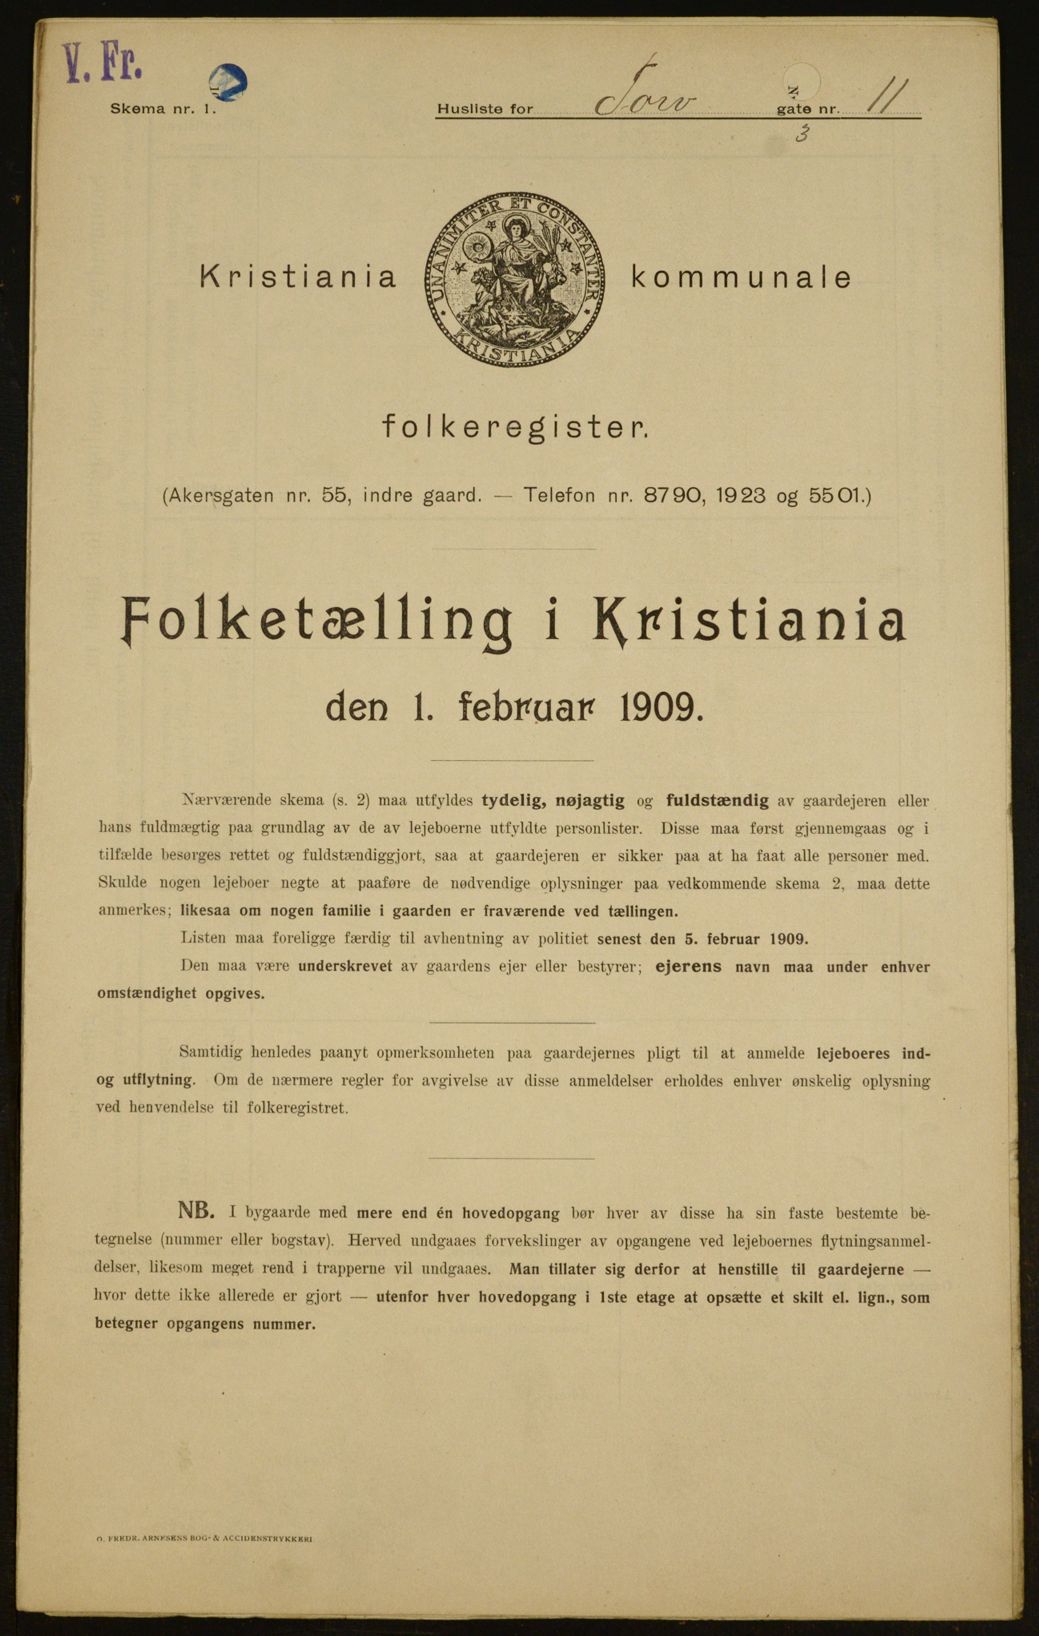 V. Fr.
Skema nr. 1.
Husliste for Torv gate nr. 11
3
UNANIMITER ET CONSTANTER
KRISTIANIA
Kristiania kommunale
folkeregister.
(Akersgaten nr. 55, indre gaard. — Telefon nr. 8790, 1923 og 5501.)
Folketælling i Kristiania
den 1. februar 1909.
Nærværende skema (s. 2) maa utfyldes tydelig, nøjagtig og fuldstændig av gaardejeren eller
hans fuldmægtig paa grundlag av de av lejeboerne utfyldte personlister. Disse maa først gjennemgaas og i
tilfælde besørges rettet og fuldstændiggjort, saa at gaardejeren er sikker paa at ha faat alle personer med.
Skulde nogen lejeboer negte at paaføre de nødvendige oplysninger paa vedkommende skema 2, maa dette
anmerkes; likesaa om nogen familie i gaarden er fraværende ved tællingen.
Listen maa foreligge færdig til avhentning av politiet senest den 5. februar 1909.
Den maa være underskrevet av gaardens ejer eller bestyrer; ejerens navn maa under enhver
omstændighet opgives.
Samtidig henledes paanyt opmerksomheten paa gaardejernes pligt til at anmelde lejeboeres ind-
og utflytning. Om de nærmere regler for avgivelse av disse anmeldelser erholdes enhver ønskelig oplysning
ved henvendelse til folkeregistret.
NB. I bygaarde med mere end én hovedopgang bør hver av disse ha sin faste bestemte be-
tegnelse (nummer eller bogstav). Herved undgaaes forvekslinger av opgangene ved lejeboernes flytningsanmel-
delser, likesom meget rend i trapperne vil undgaaes. Man tillater sig derfor at henstille til gaardejerne —
hvor dette ikke allerede er gjort — utenfor hver hovedopgang i 1ste etage at opsætte et skilt el. lign., som
betegner opgangens nummer.
O. FREDR. ARNESENS BOG- & ACCIDENSTRYKKERI